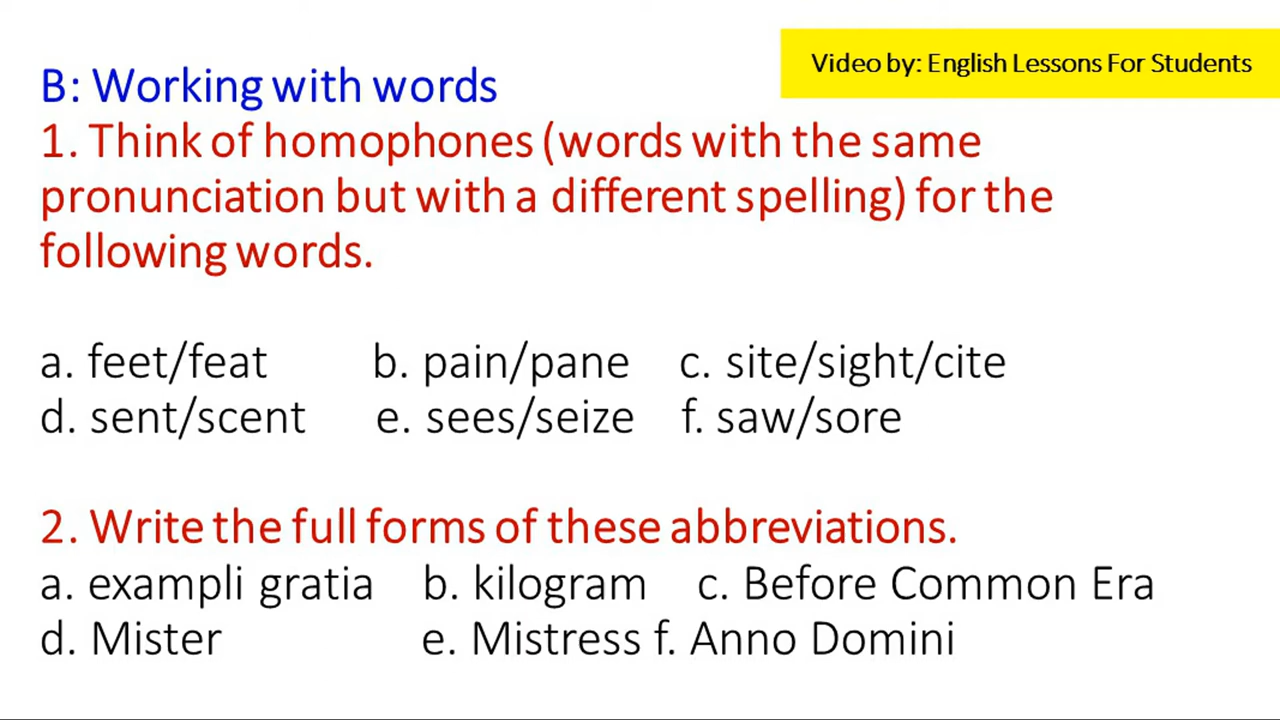 Video by: English Lessons For Students
B: Working with words
1. Think of homophones (words with the same
pronunciation but with a different spelling) for the
following words.
a. feet/feat b. pain/pane c. site/sight/cite
d. sent/scent e. sees/seize f. saw/sore
2. Write the full forms of these abbreviations.
a. exampli gratia b. kilogram c. Before Common Era
d. Mister e. Mistress f. Anno Domini